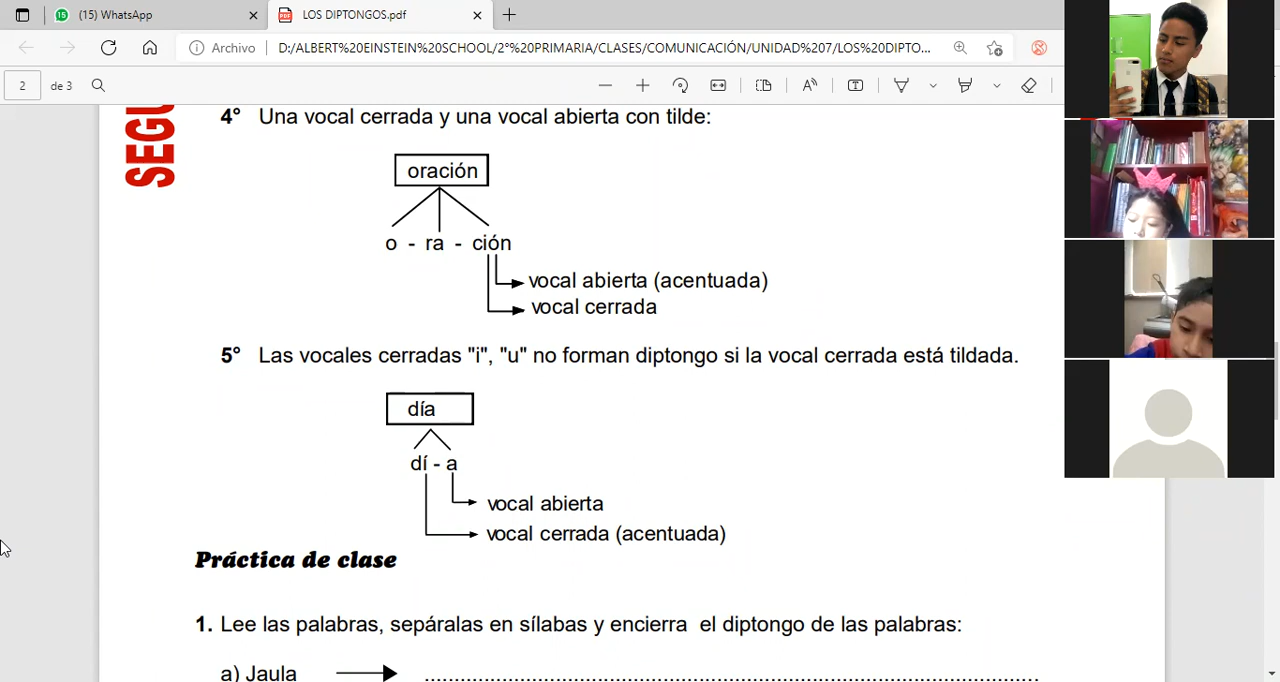 (15) WhatsApp
LOS DIPTONGOS.pdf
Archivo
D:/ALBERT%20EINSTEIN%20SCHOOL/2°%20PRIMARIA/CLASES/COMUNICACIÓN/UNIDAD%207/LOS%20DIPTO...
2 de 3
SEGU
4° Una vocal cerrada y una vocal abierta con tilde:
oración
o - ra - ción
vocal abierta (acentuada)
vocal cerrada
5° Las vocales cerradas "i", "u" no forman diptongo si la vocal cerrada está tildada.
día
dí - a
vocal abierta
vocal cerrada (acentuada)
Práctica de clase
1. Lee las palabras, sepáralas en sílabas y encierra el diptongo de las palabras:
a) Jaula